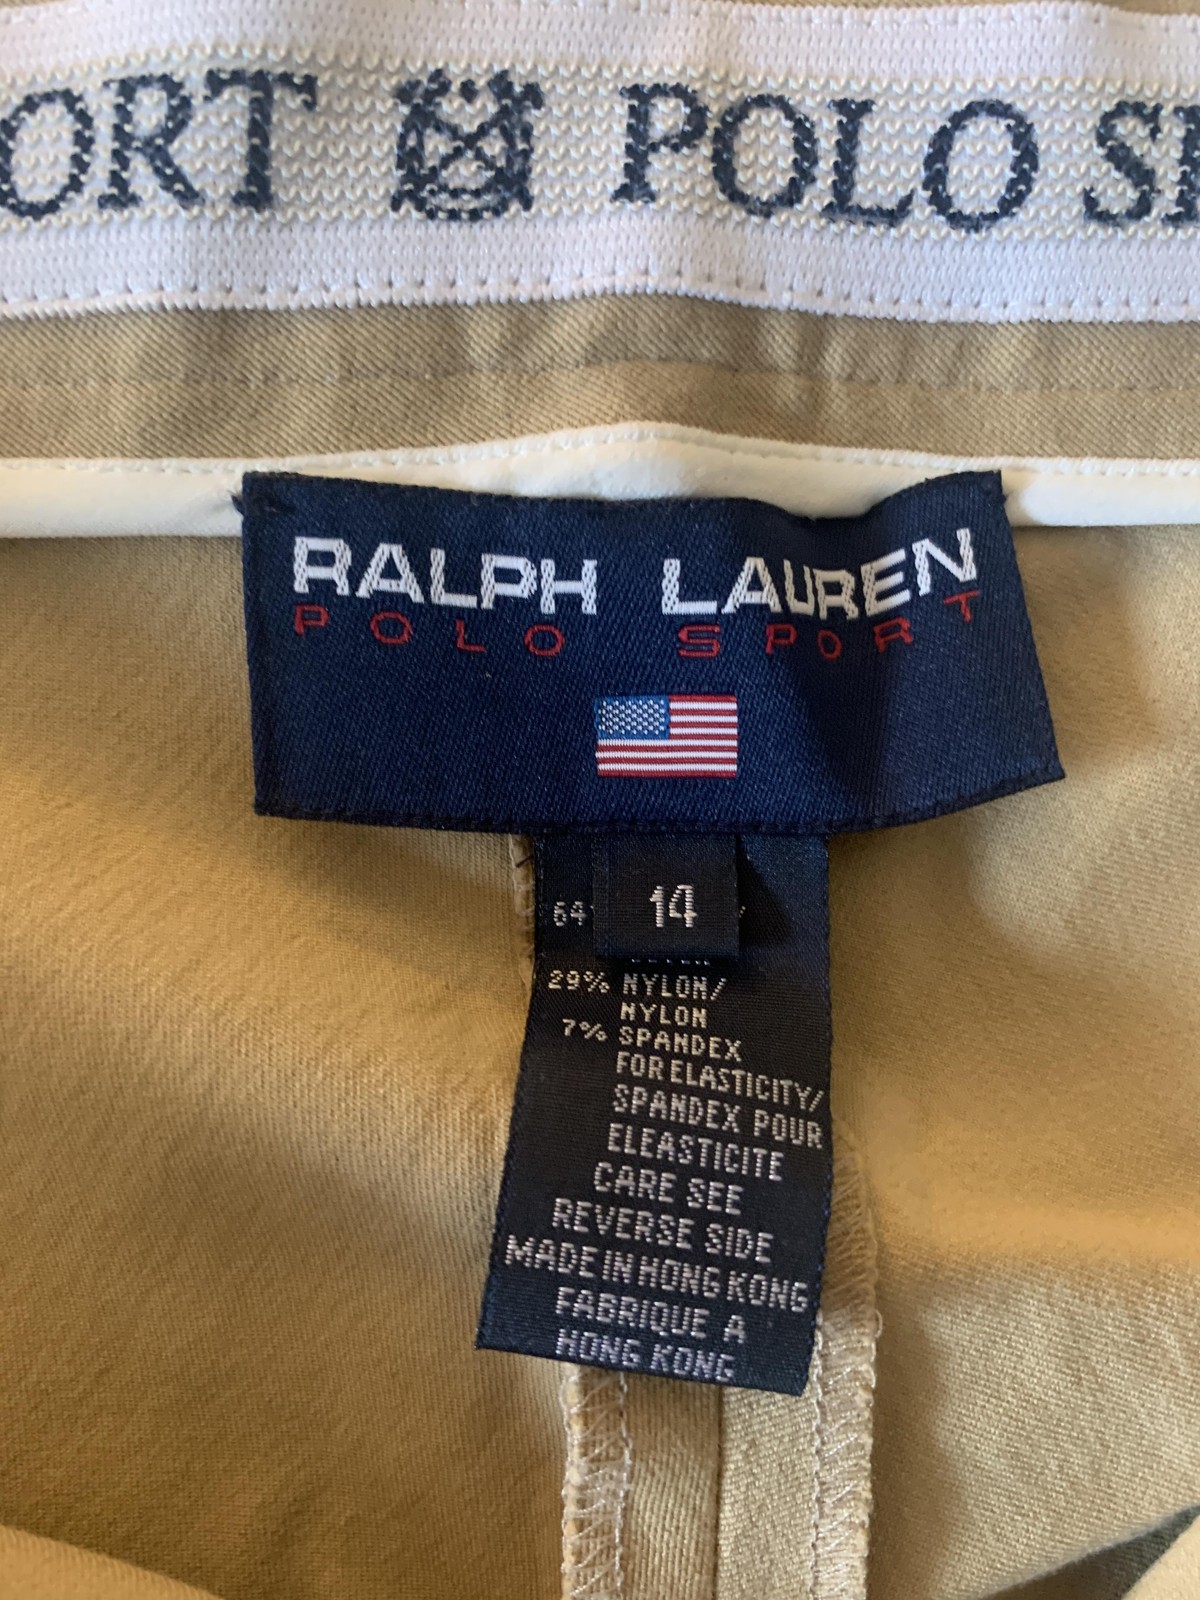 ORT POLO S
RALPH LAUREN
POLO SPORT
14
64
29% NYLON/
NYLON
7% SPANDEX
FOR ELASTICITY/
SPANDEX POUR
ELEASTICITE
CARE SEE
REVERSE SIDE
MADE IN HONG KONG
FABRIQUE A
HONG KONG